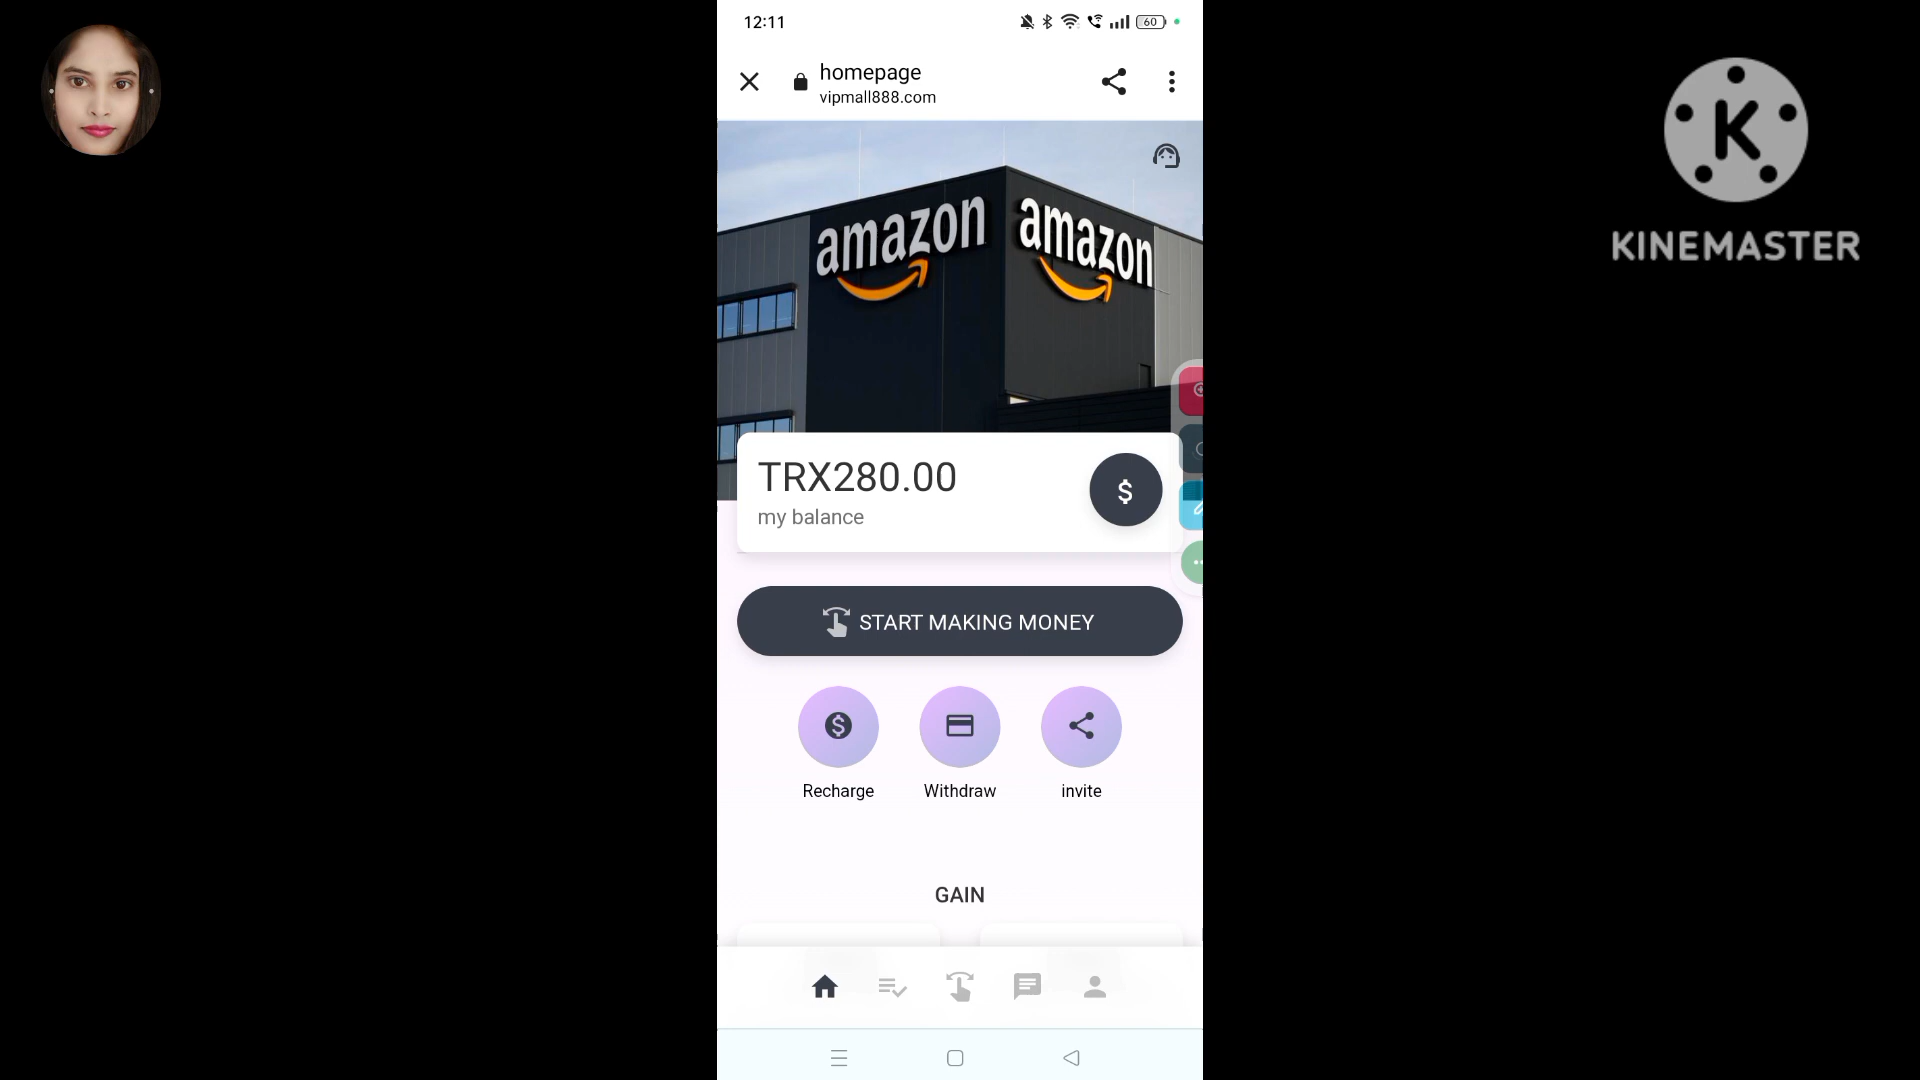 12:11
60
homepage
vipmall888.com
amazon amazon
K
KINEMASTER
TRX280.00
$
my balance
START MAKING MONEY
$
Recharge Withdraw invite
GAIN